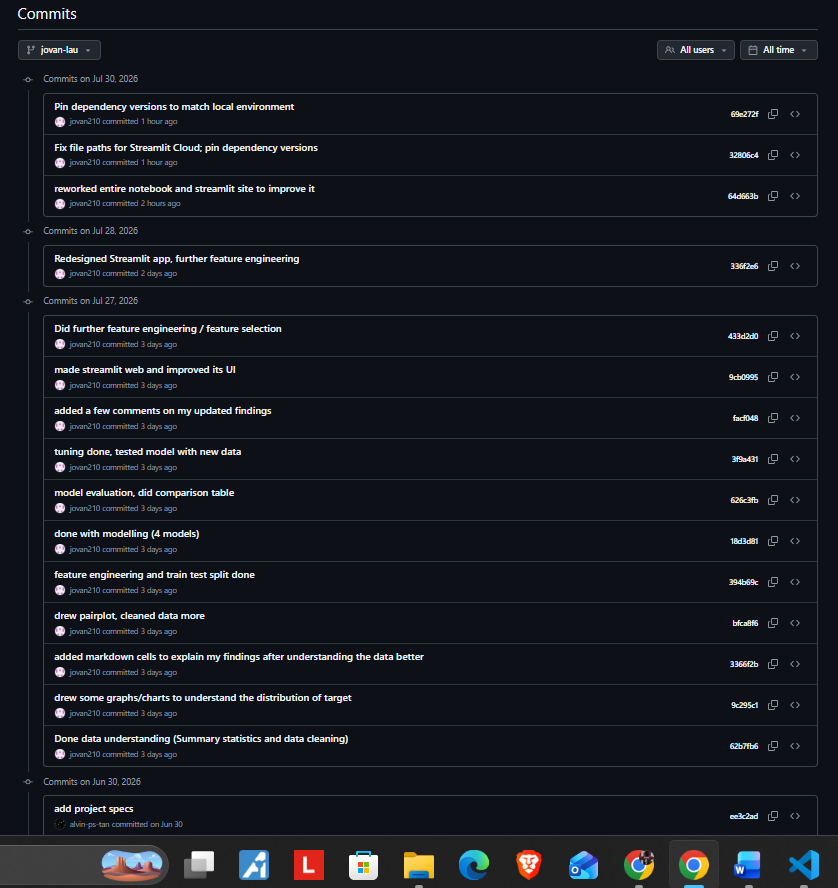 Commits
jovan-lau
All users
All time
Commits on Jul 30, 2026
Pin dependency versions to match local environment
jovan210 committed 1 hour ago
69e272f
Fix file paths for Streamlit Cloud; pin dependency versions
jovan210 committed 1 hour ago
32806c4
reworked entire notebook and streamlit site to improve it
jovan210 committed 2 hours ago
64d663b
Commits on Jul 28, 2026
Redesigned Streamlit app, further feature engineering
jovan210 committed 2 days ago
336f2e6
Commits on Jul 27, 2026
Did further feature engineering / feature selection
jovan210 committed 3 days ago
433d2d0
made streamlit web and improved its UI
jovan210 committed 3 days ago
9cb0995
added a few comments on my updated findings
jovan210 committed 3 days ago
facf048
tuning done, tested model with new data
jovan210 committed 3 days ago
3f9a431
model evaluation, did comparison table
jovan210 committed 3 days ago
626c3fb
done with modelling (4 models)
jovan210 committed 3 days ago
18d3d81
feature engineering and train test split done
jovan210 committed 3 days ago
394b69c
drew pairplot, cleaned data more
jovan210 committed 3 days ago
bfca8f6
added markdown cells to explain my findings after understanding the data better
jovan210 committed 3 days ago
3366f2b
drew some graphs/charts to understand the distribution of target
jovan210 committed 3 days ago
9c295c1
Done data understanding (Summary statistics and data cleaning)
jovan210 committed 3 days ago
62b7fb6
Commits on Jun 30, 2026
add project specs
alvin-ps-tan committed on Jun 30
ee3c2ad
L
W